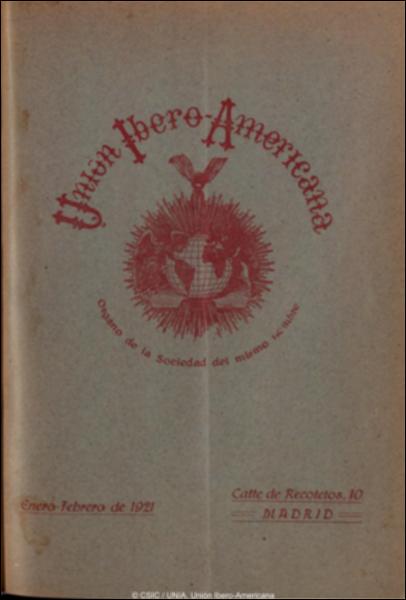 Unión Ibero-Americana
Organo de la Sociedad del mismo nombre
Enero-Febrero de 1921
Calle de Recoletos, 10
MADRID
© CSIC / UNIA. Unión Ibero-Americana